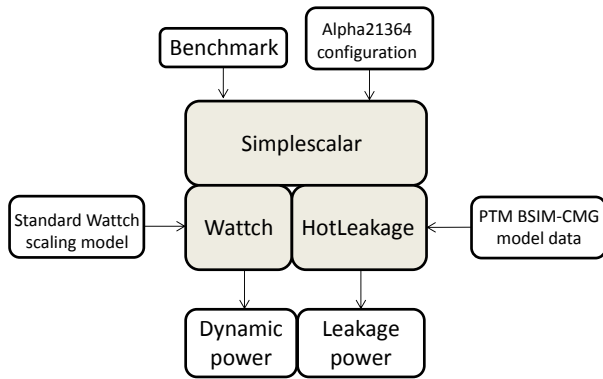 Benchmark
Alpha21364
configuration
Simplescalar
Standard Wattch
scaling model
Wattch
HotLeakage
PTM BSIM-CMG
model data
Dynamic
power
Leakage
power